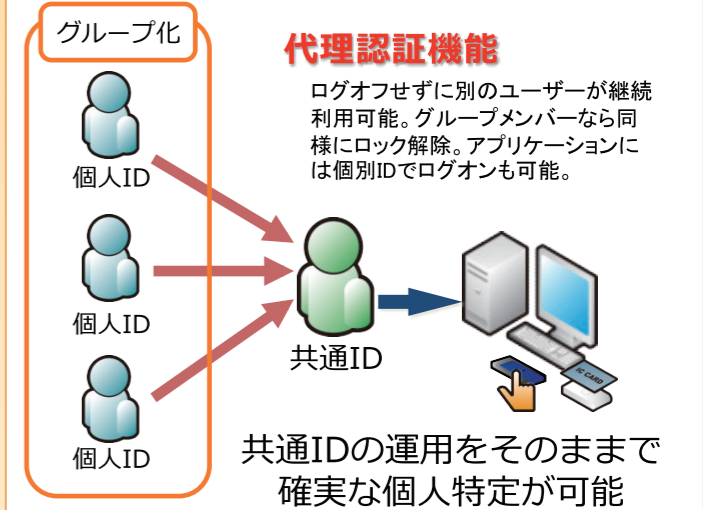 グループ化
代理認証機能
ログオフせずに別のユーザーが継続
利用可能。グループメンバーなら同
様にロック解除。アプリケーションに
は個別IDでログオンも可能。
個人ID
個人ID
個人ID
共通ID
IC CARD
共通IDの運用をそのままで
確実な個人特定が可能